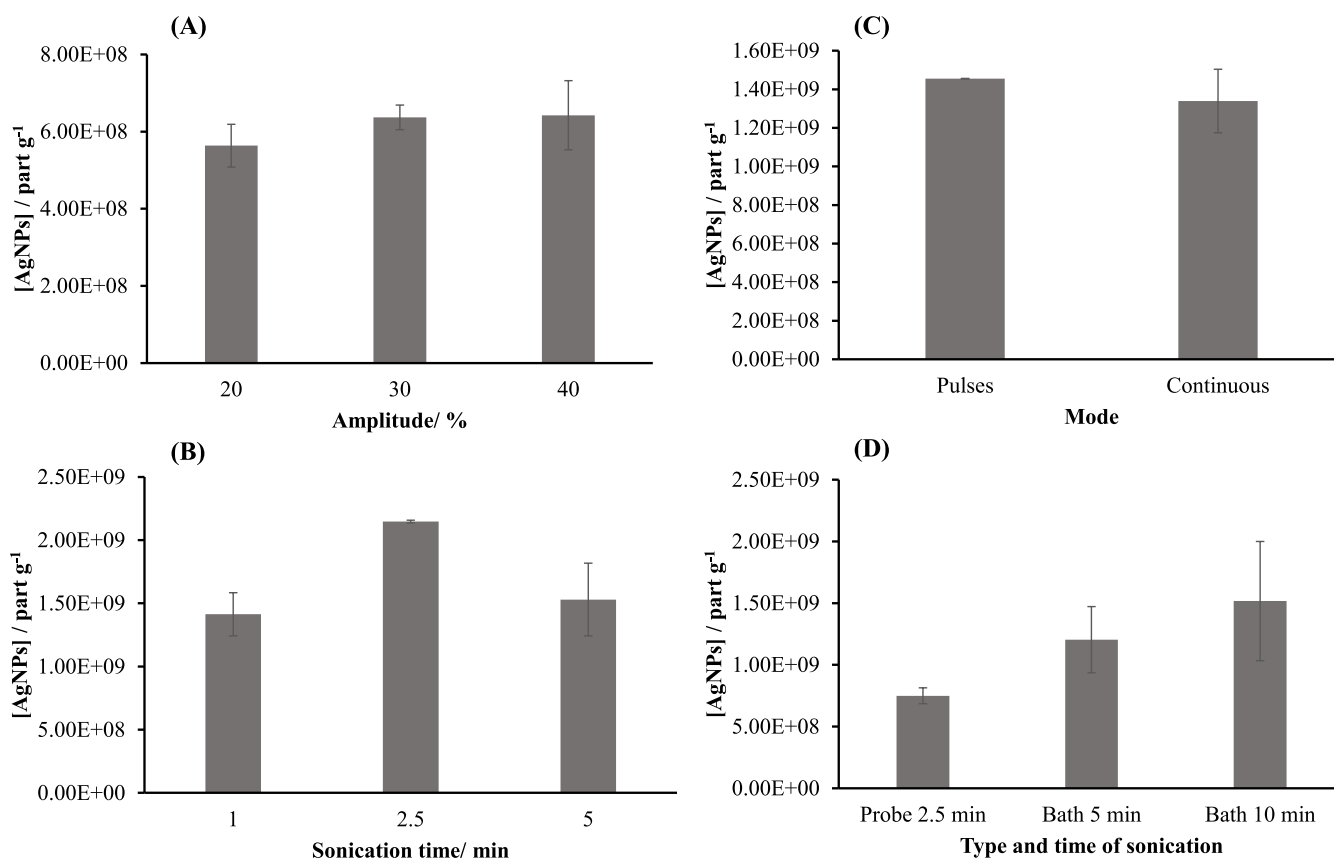 (A)
[AgNPs] / part g-1
8.00E+08
6.00E+08
4.00E+08
2.00E+08
0.00E+00
20 30 40
Amplitude/ %
(C)
[AgNPs] / part g-1
1.60E+09
1.40E+09
1.20E+09
1.00E+09
8.00E+08
6.00E+08
4.00E+08
2.00E+08
0.00E+00
Pulses Continuous
Mode
(B)
[AgNPs] / part g-1
2.50E+09
2.00E+09
1.50E+09
1.00E+09
5.00E+08
0.00E+00
1 2.5 5
Sonication time/ min
(D)
[AgNPs] / part g-1
2.50E+09
2.00E+09
1.50E+09
1.00E+09
5.00E+08
0.00E+00
Probe 2.5 min Bath 5 min Bath 10 min
Type and time of sonication